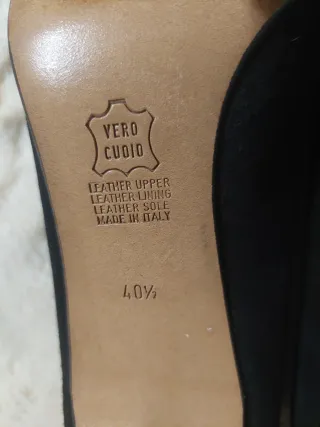 VERO
CUOIO
LEATHER UPPER
LEATHER LINING
LEATHER SOLE
MADE IN ITALY
40½